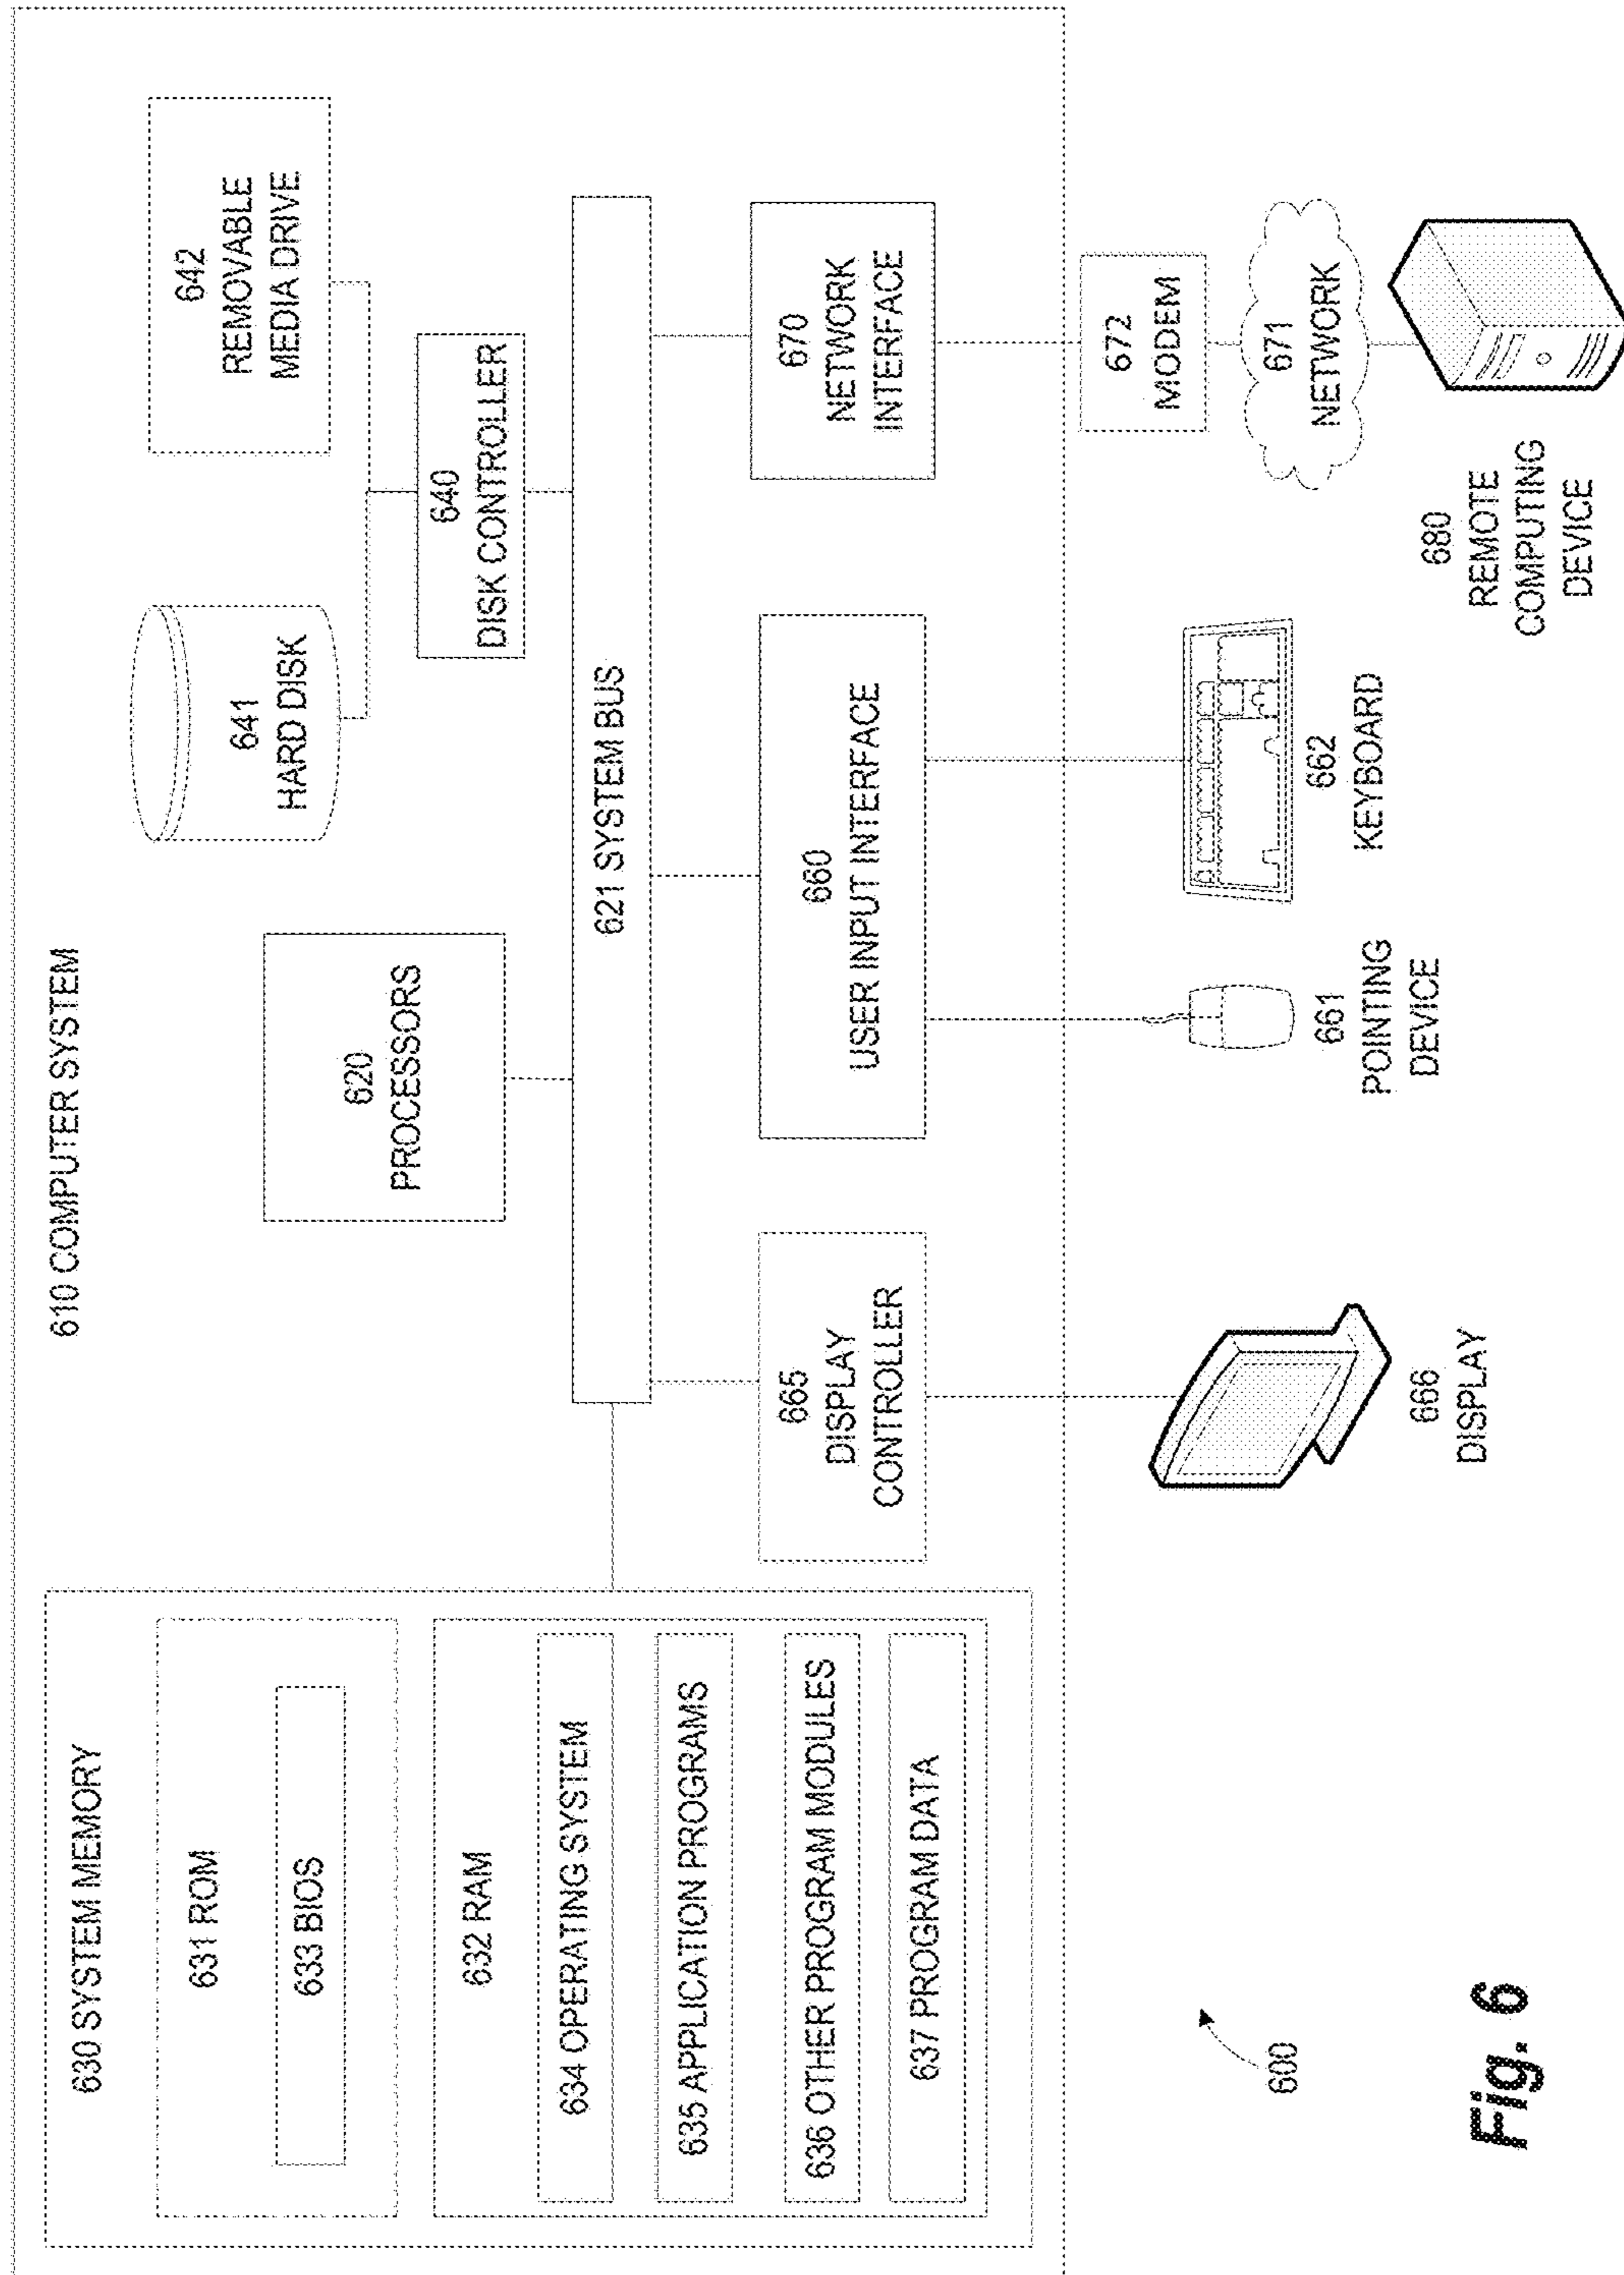 610 COMPUTER SYSTEM
630 SYSTEM MEMORY
631 ROM
633 BIOS
632 RAM
634 OPERATING SYSTEM
635 APPLICATION PROGRAMS
636 OTHER PROGRAM MODULES
637 PROGRAM DATA
620
PROCESSORS
641
HARD DISK
642
REMOVABLE
MEDIA DRIVE
640
DISK CONTROLLER
621 SYSTEM BUS
665
DISPLAY
CONTROLLER
660
USER INPUT INTERFACE
670
NETWORK
INTERFACE
672
MODEM
671
NETWORK
666
DISPLAY
661
POINTING
DEVICE
662
KEYBOARD
680
REMOTE
COMPUTING
DEVICE
600
Fig. 6